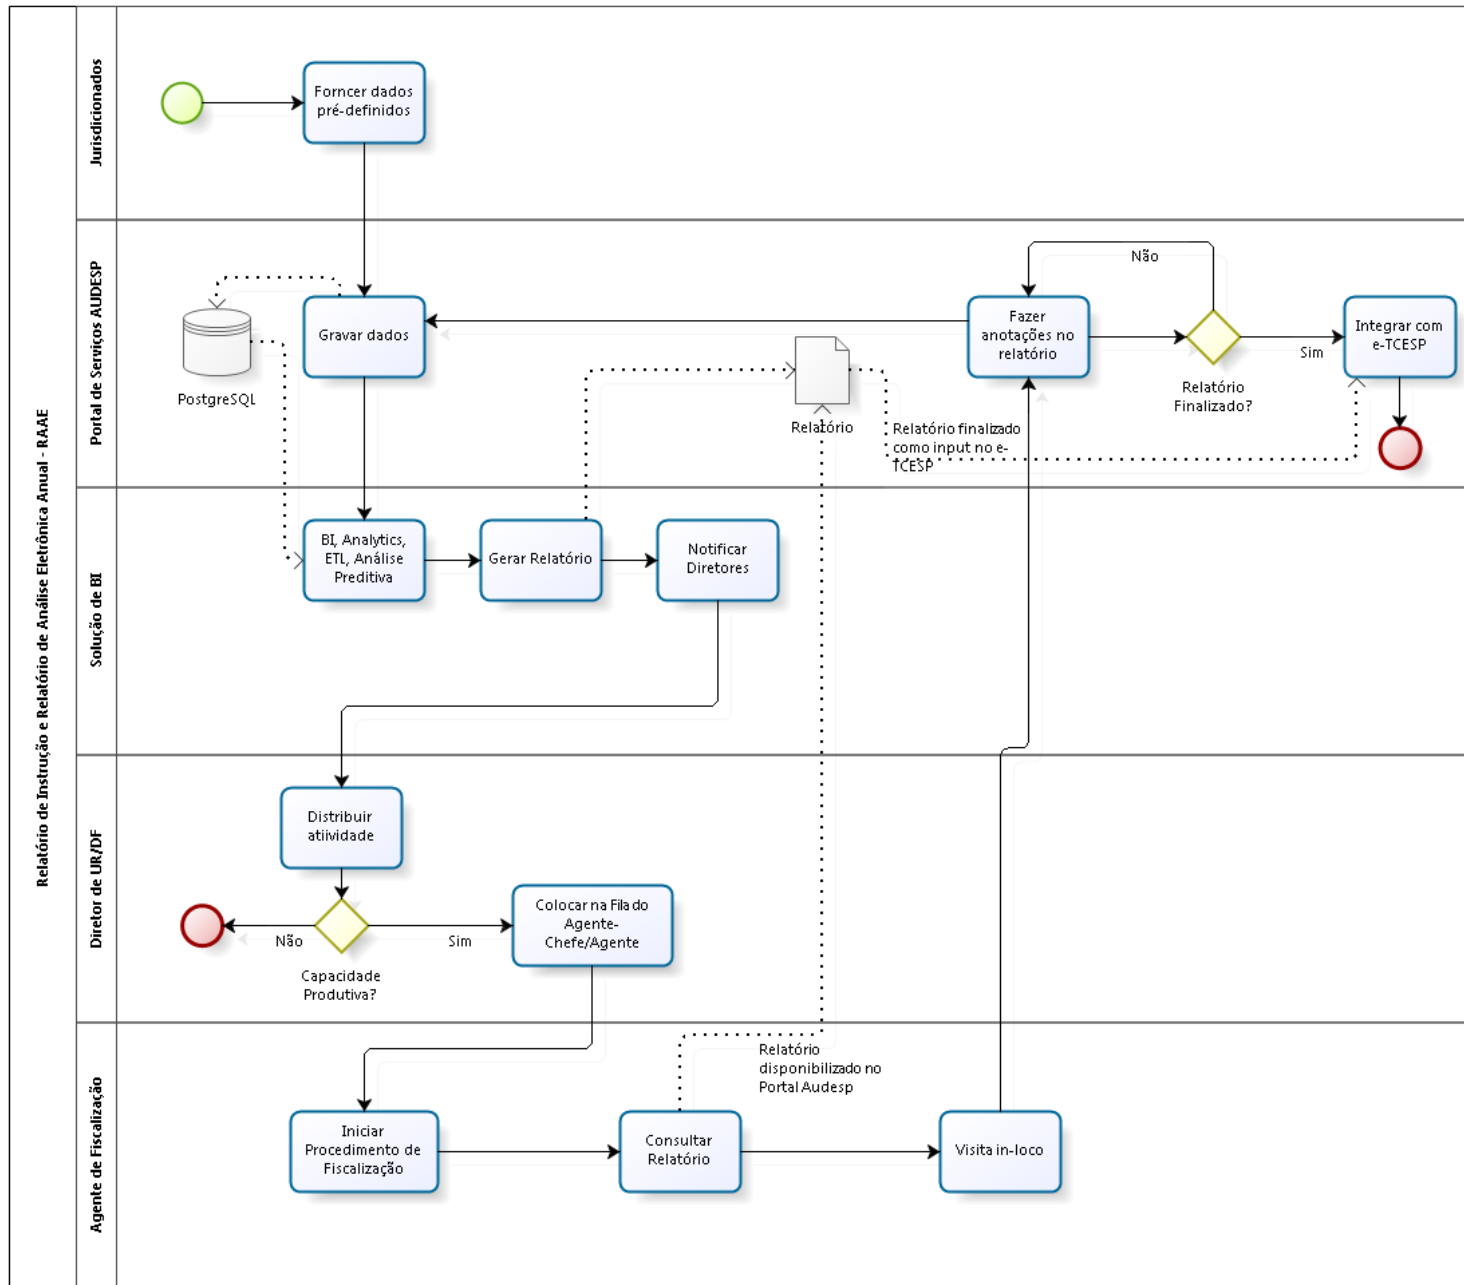 Relatório de Instrução e Relatório de Análise Eletrônica Anual - RAAE
Jurisdicionados
Forncer dados
pré-definidos
Portal de Serviços AUDESP
PostgreSQL
Gravar dados
Relatório
Relatório finalizado
como input no e-
TCESP
Fazer
anotações no
relatório
Não
Relatório
Finalizado?
Sim
Integrar com
e-TCESP
Solução de BI
BI, Analytics,
ETL, Análise
Preditiva
Gerar Relatório
Notificar
Diretores
Diretor de UR/DF
Distribuir
atiividade
Não
Capacidade
Produtiva?
Sim
Colocar na Fila do
Agente-
Chefe/Agente
Agente de Fiscalização
Iniciar
Procedimento de
Fiscalização
Consultar
Relatório
Relatório
disponibilizado no
Portal Audesp
Visita in-loco